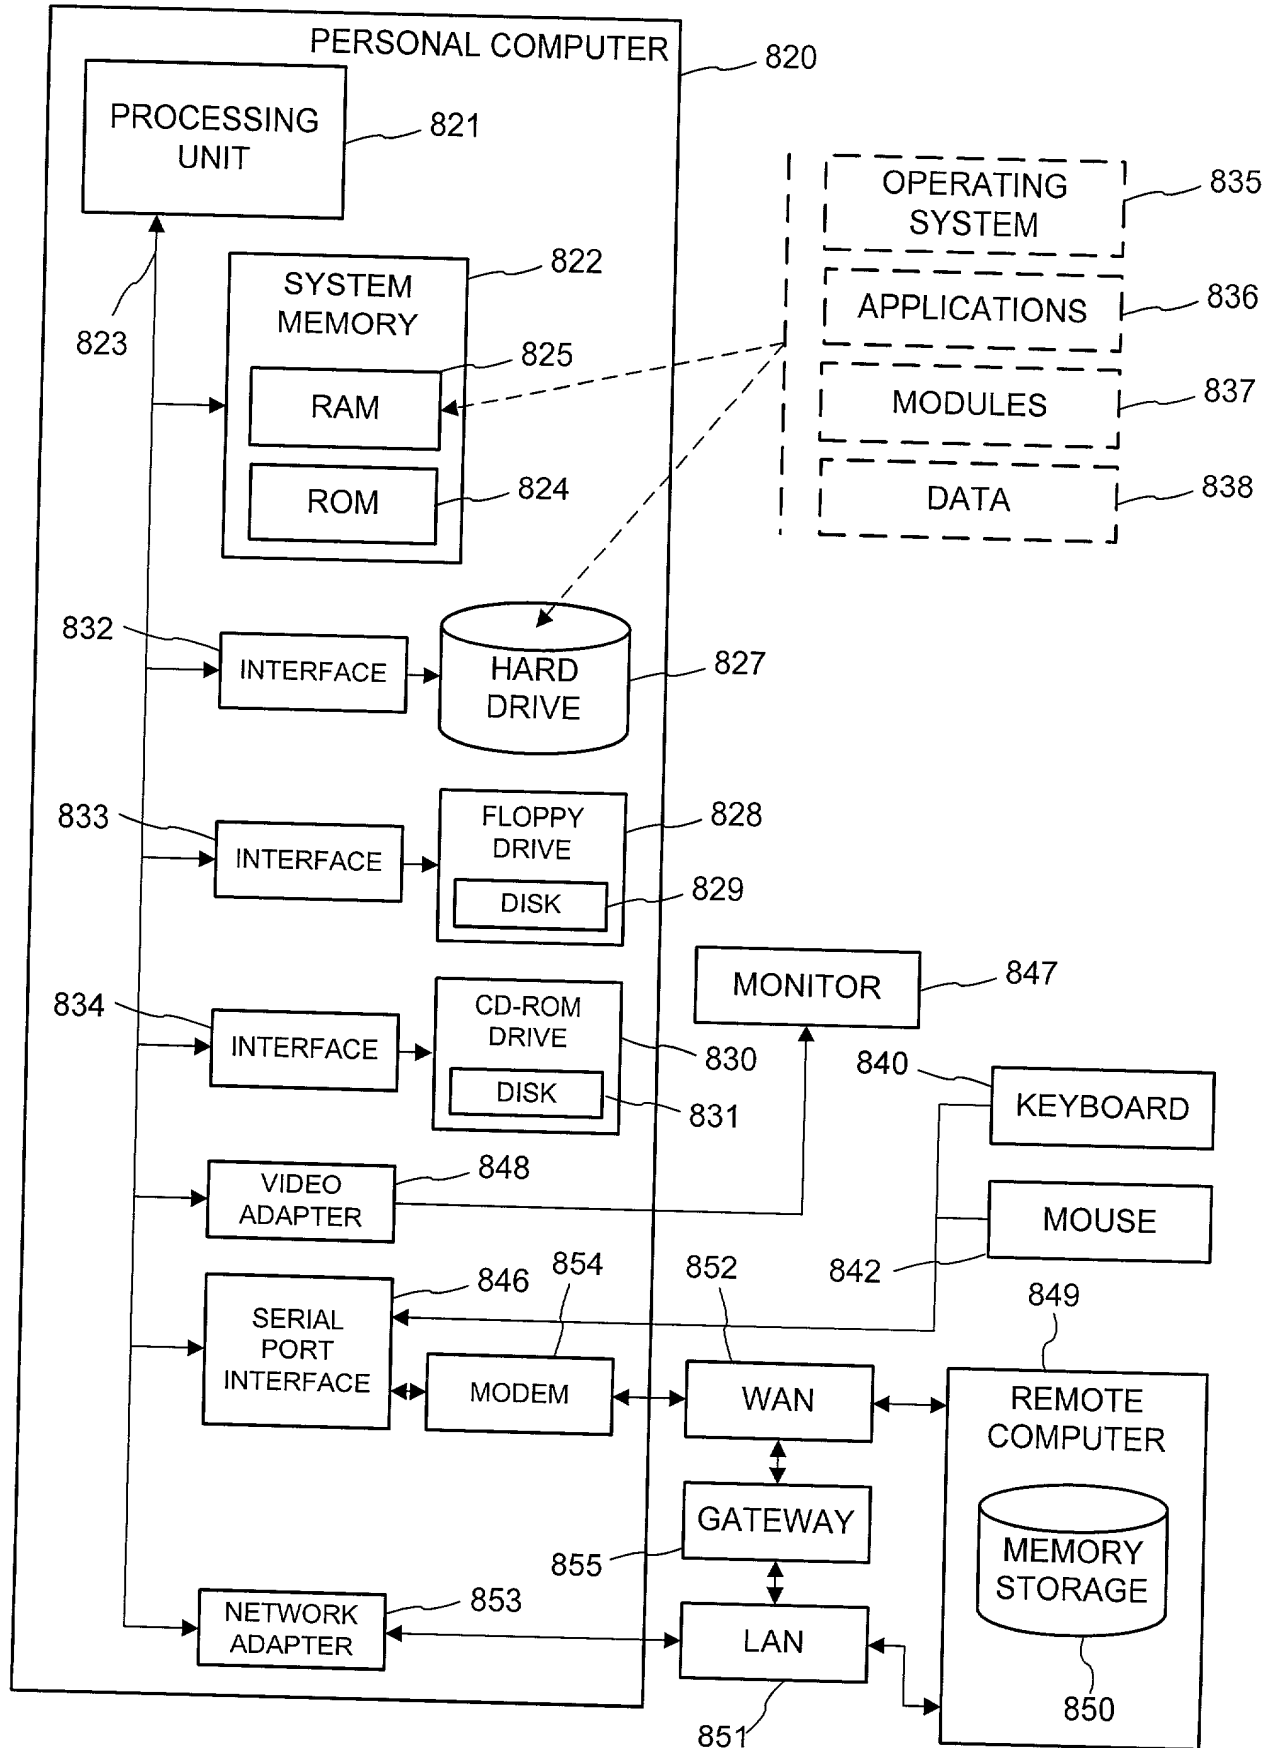 PERSONAL COMPUTER
820
PROCESSING
UNIT
821
823
SYSTEM
MEMORY
822
RAM
825
ROM
824
OPERATING
SYSTEM
835
APPLICATIONS
836
MODULES
837
DATA
838
832
INTERFACE
HARD
DRIVE
827
833
INTERFACE
FLOPPY
DRIVE
828
DISK
829
834
INTERFACE
CD-ROM
DRIVE
830
DISK
831
MONITOR
847
840
KEYBOARD
MOUSE
842
VIDEO
ADAPTER
848
846
SERIAL
PORT
INTERFACE
854
MODEM
852
WAN
849
REMOTE
COMPUTER
GATEWAY
855
MEMORY
STORAGE
850
NETWORK
ADAPTER
853
LAN
851